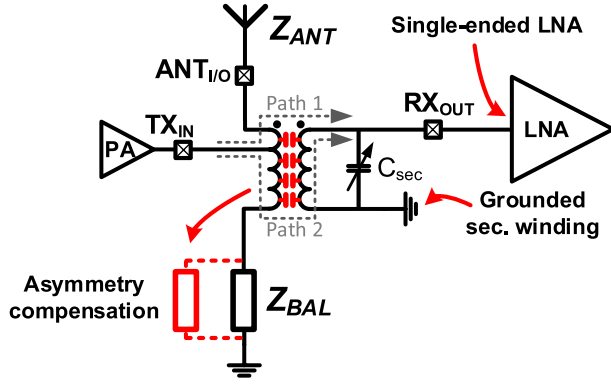 Z_ANT
Single-ended LNA
ANT_I/O
Path 1
RX_OUT
TX_IN
PA
LNA
C_sec
Path 2
Grounded
sec. winding
Asymmetry
compensation
Z_BAL